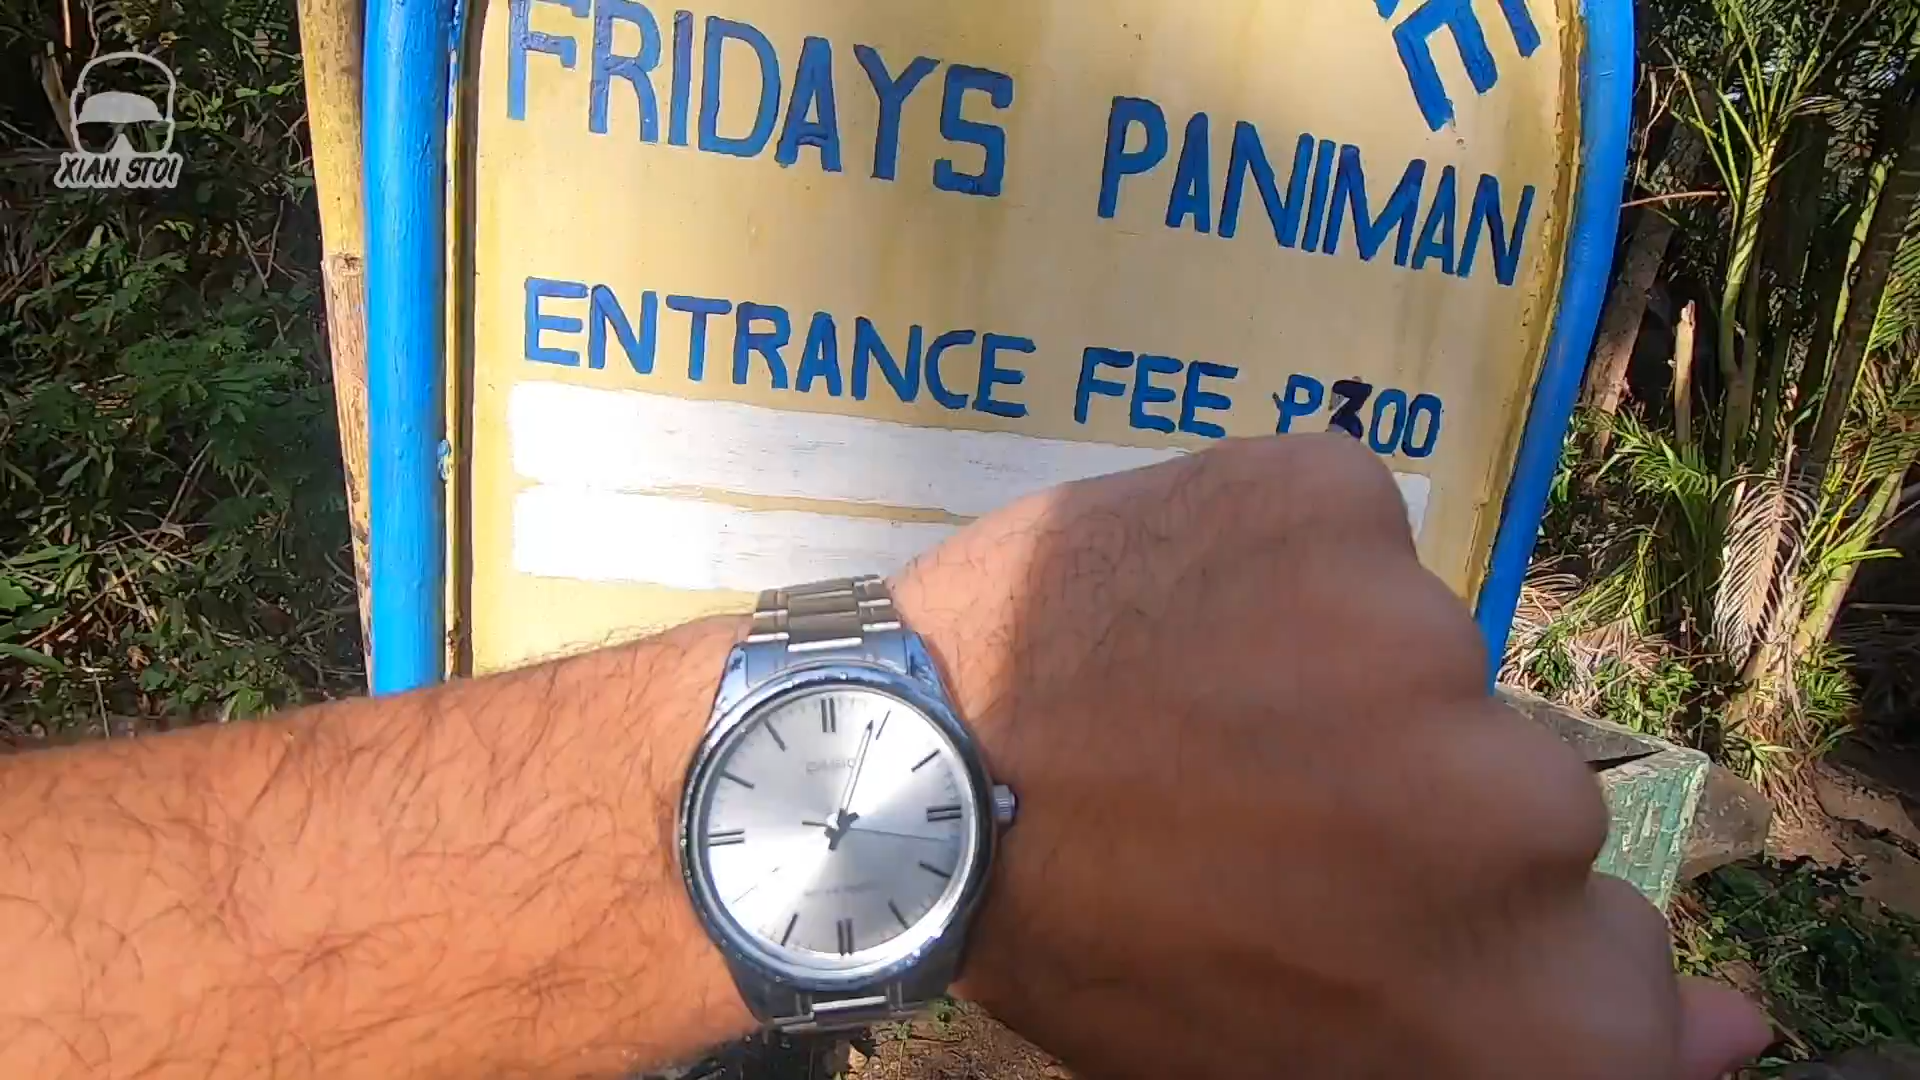 XIAN STOI
FRIDAYS PANIMAN
ENTRANCE FEE ₱300
CASIO